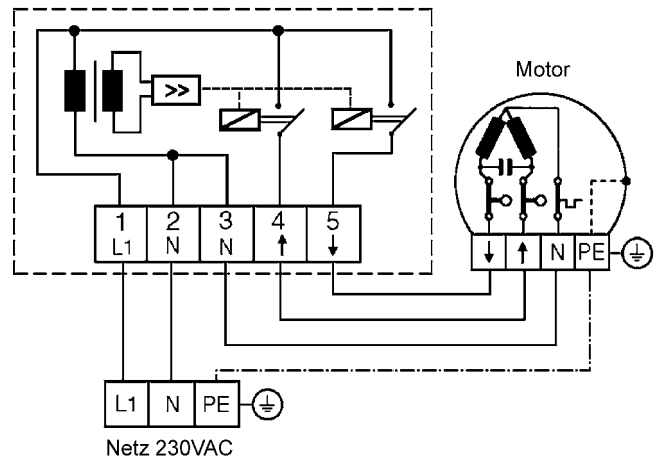 Motor
>>
1 2 3 4 5
L1 N N ↑ ↓
↓ ↑ N PE
L1 N PE
Netz 230VAC